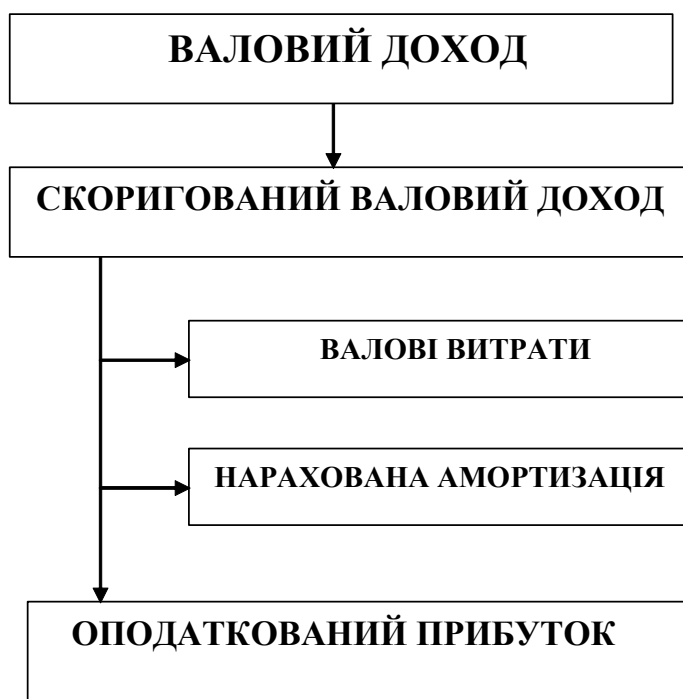 ВАЛОВИЙ ДОХОД
СКОРИГОВАНИЙ ВАЛОВИЙ ДОХОД
ВАЛОВІ ВИТРАТИ
НАРАХОВАНА АМОРТИЗАЦІЯ
ОПОДАТКОВАНИЙ ПРИБУТОК